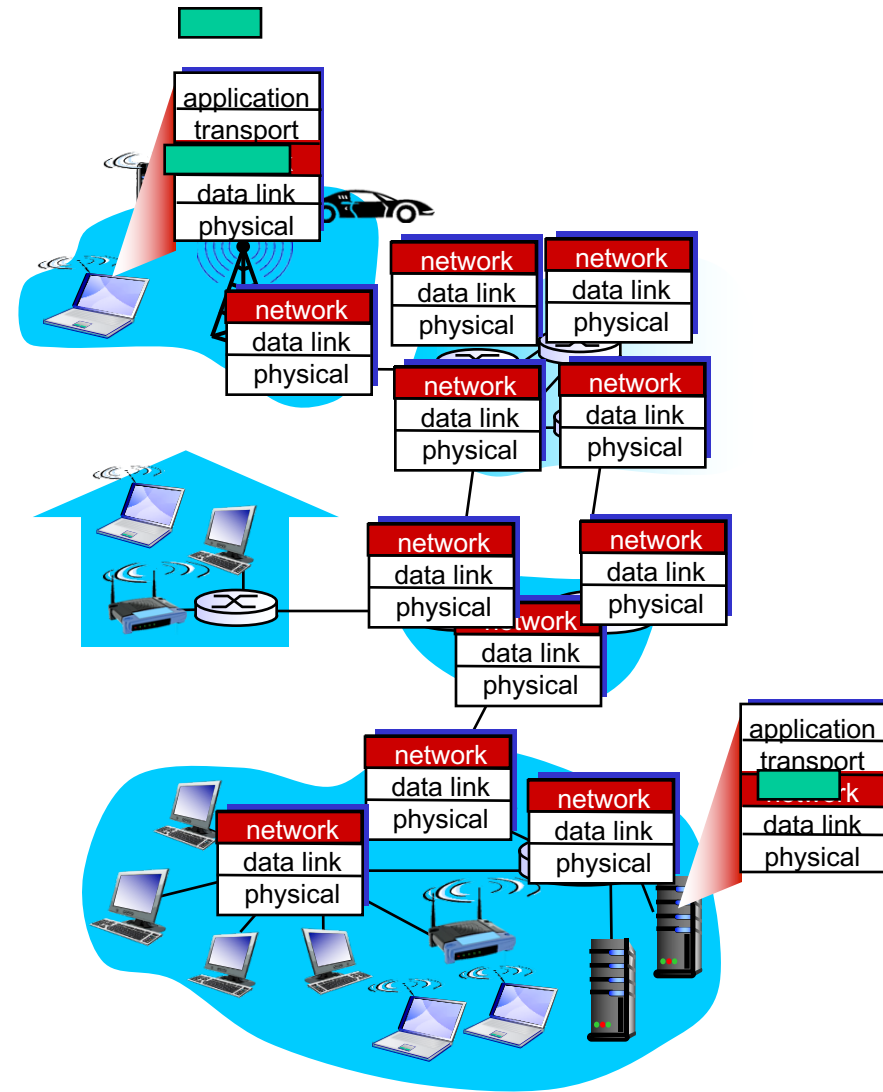 application
transport
data link
physical
network
data link
physical
network
data link
physical
network
data link
physical
network
data link
physical
network
data link
physical
network
data link
physical
network
data link
physical
network
data link
physical
application
transport
network
data link
physical
network
data link
physical
network
data link
physical
network
data link
physical